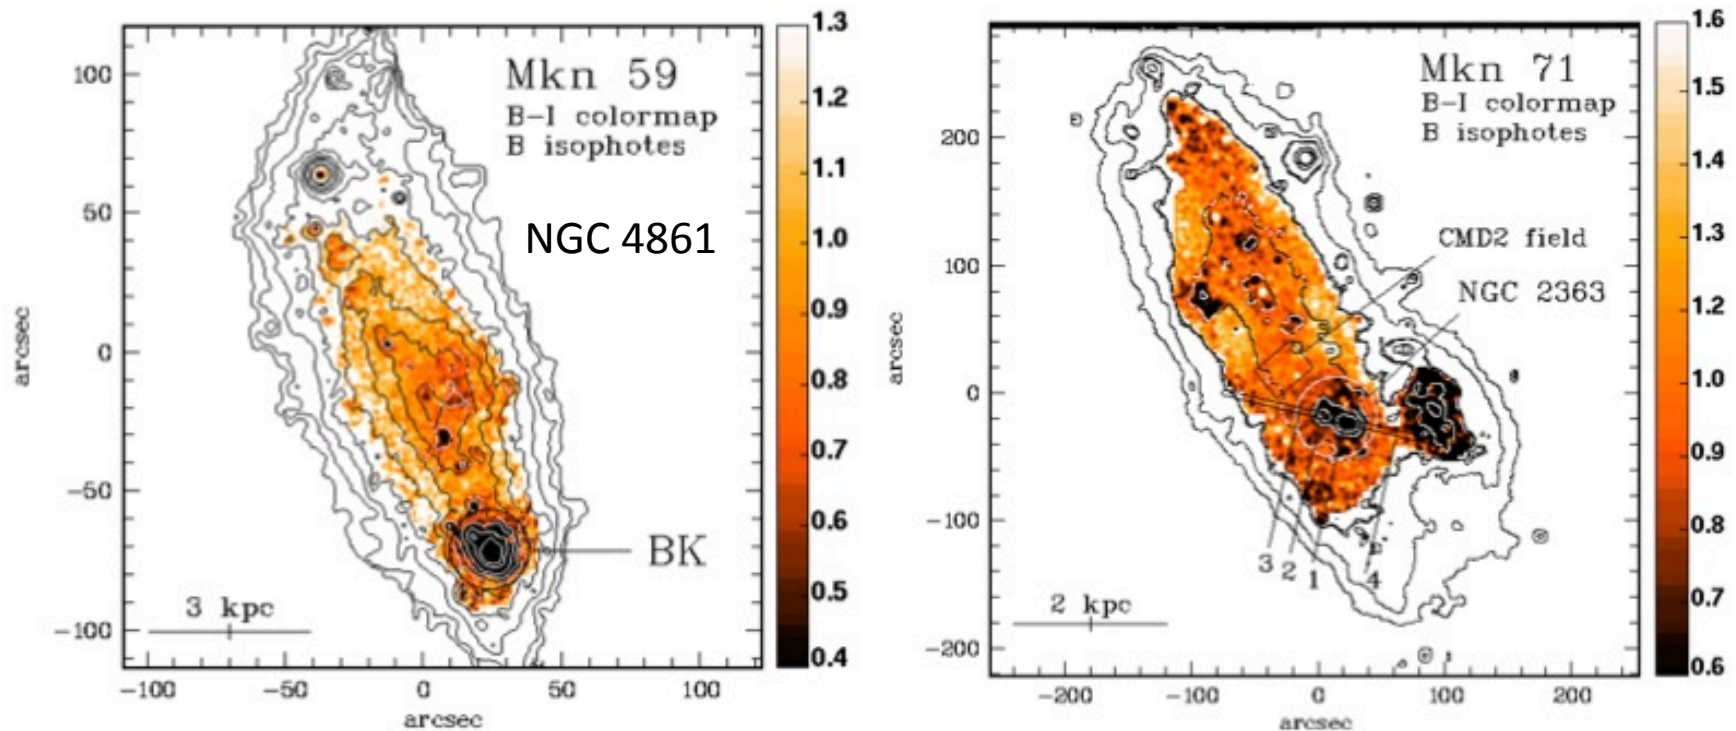 Mkn 59
B-I colormap
B isophotes
NGC 4861
BK
3 kpc
100
50
0
-50
-100
arcsec
-100
-50
0
50
100
arcsec
1.3
1.2
1.1
1.0
0.9
0.8
0.7
0.6
0.5
0.4
Mkn 71
B-I colormap
B isophotes
CMD2 field
NGC 2363
3
2
1
4
2 kpc
200
100
0
-100
-200
arcsec
-200
-100
0
100
200
arcsec
1.6
1.5
1.4
1.2
1.1
1.0
0.9
0.8
0.7
0.6